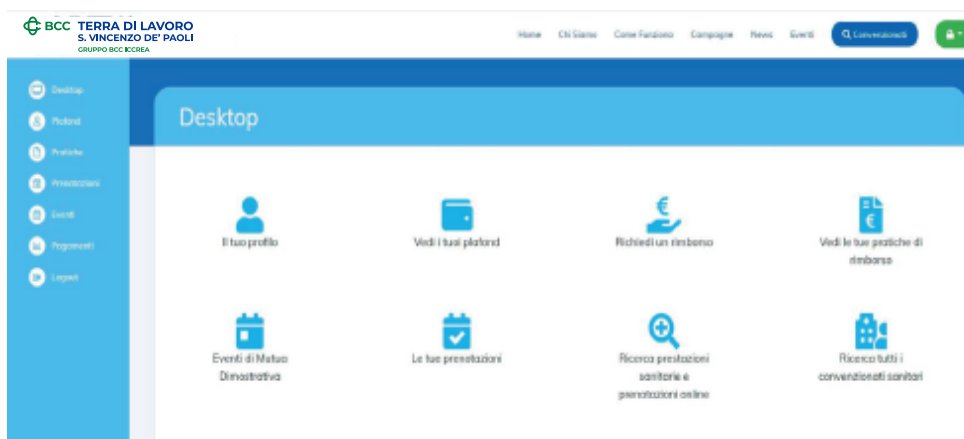 BCC TERRA DI LAVORO
S. VINCENZO DE' PAOLI
GRUPPO BCC ICCREA
Home Chi Siamo Come Funziona Campagne News Eventi Convenzionati
Desktop
Plafond
Pratiche
Prenotazioni
Eventi
Pagamenti
Logout
Desktop
Il tuo profilo
Vedi i tuoi plafond
Richiedi un rimborso
Vedi le tue pratiche di
rimborso
Eventi di Mutua
Dimostrativa
Le tue prenotazioni
Ricerca prestazioni
sanitarie e
prenotazioni online
Ricerca tutti i
convenzionati sanitari